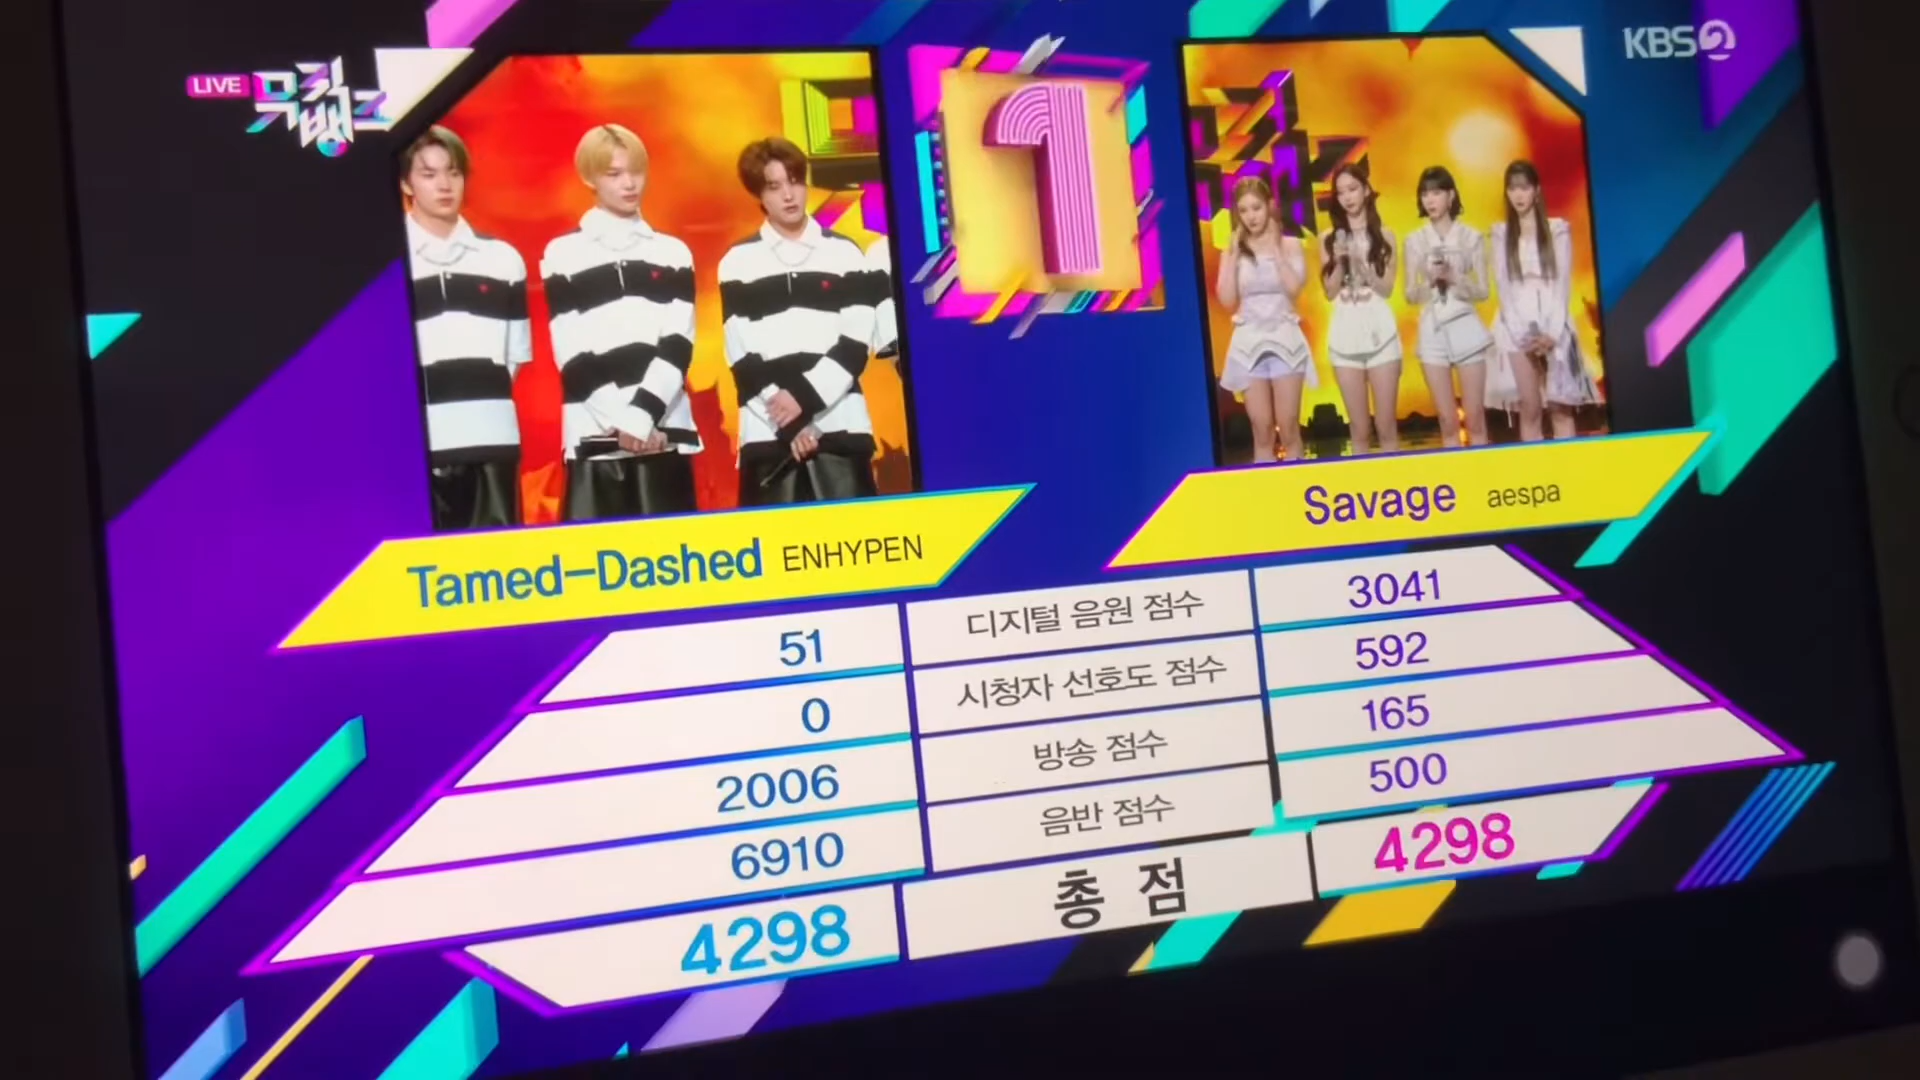 LIVE 뮤직뱅크
KBS2
1
Tamed-Dashed ENHYPEN
Savage aespa
51 디지털 음원 점수 3041
0 시청자 선호도 점수 592
2006 방송 점수 165
6910 음반 점수 500
4298 총 점 4298